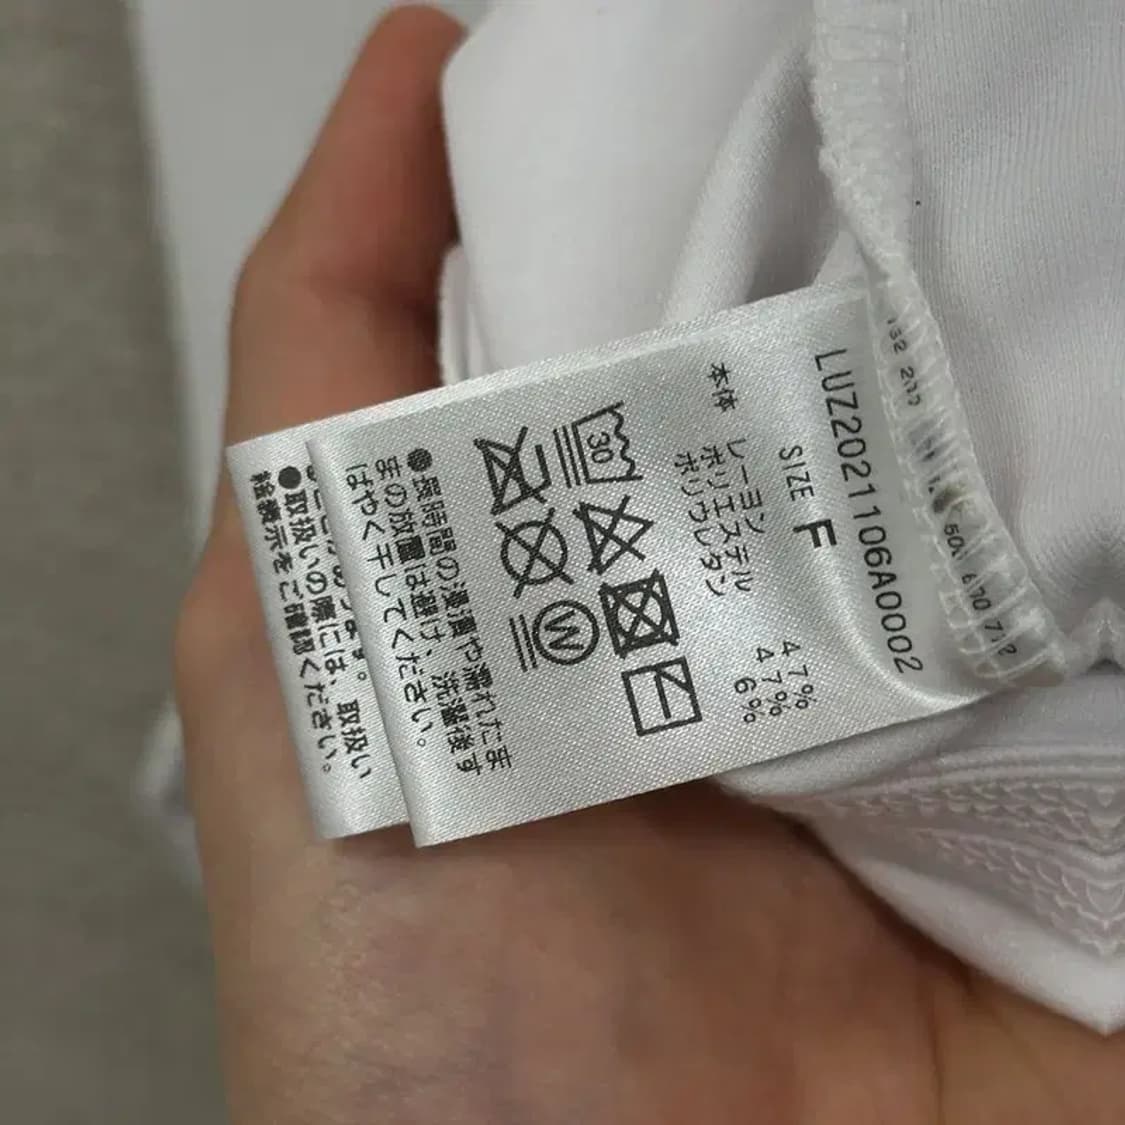 LUZ202110​6A0002
SIZE F
本体 レーヨン 47%
ポリエステル 47%
ポリウレタン 6%
30
W
●長時間の浸漬や濡れたま
まの放置は避け、洗濯後す
ばやく干してください。
●取扱いの際には、取扱い
絵表示をご確認ください。